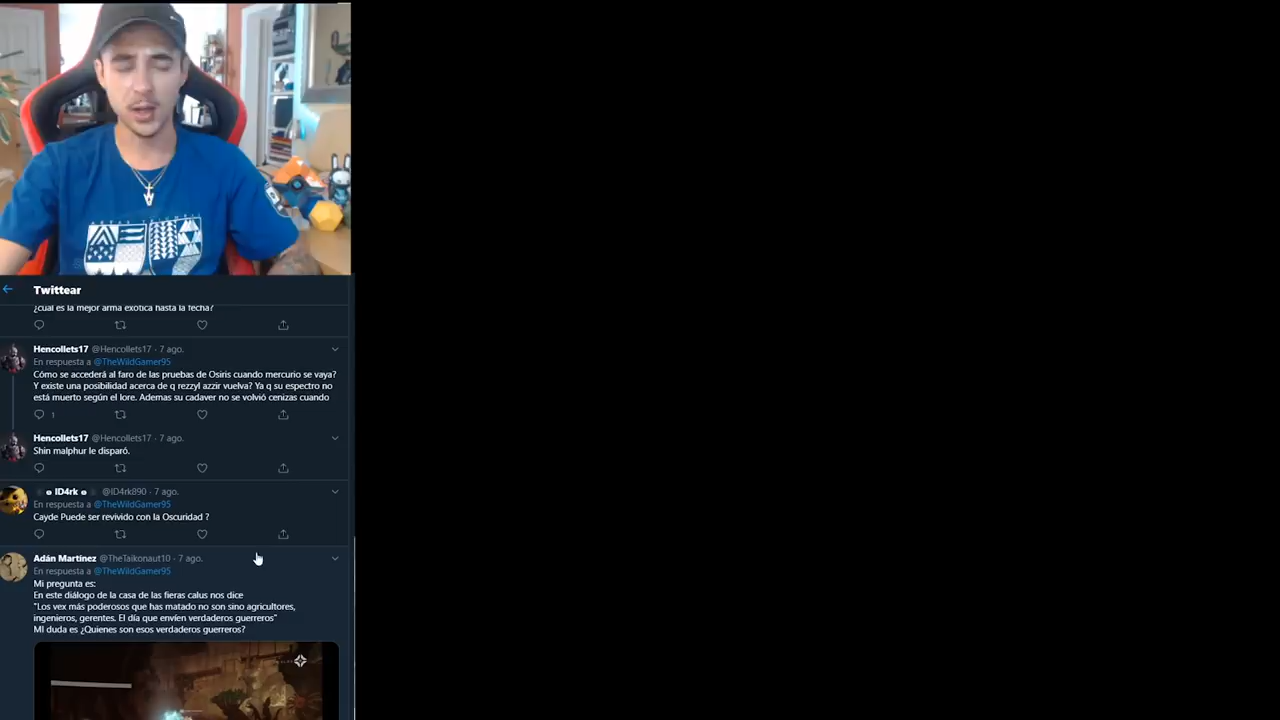 Twittear
¿cual es la mejor arma exotica hasta la fecha?
Hencollets17 @Hencollets17 · 7 ago.
En respuesta a @TheWildGamer95
Cómo se accederá al faro de las pruebas de Osiris cuando mercurio se vaya?
Y existe una posibilidad acerca de q rezzyl azzir vuelva? Ya q su espectro no
está muerto según el lore. Ademas su cadaver no se volvió cenizas cuando
1
Hencollets17 @Hencollets17 · 7 ago.
Shin malphur le disparó.
ID4rk @ID4rk890 · 7 ago.
En respuesta a @TheWildGamer95
Cayde Puede ser revivido con la Oscuridad ?
Adán Martínez @TheTaikonaut10 · 7 ago.
En respuesta a @TheWildGamer95
Mi pregunta es:
En este diálogo de la casa de las fieras calus nos dice
"Los vex más poderosos que has matado no son sino agricultores,
ingenieros, gerentes. El día que envíen verdaderos guerreros"
MI duda es ¿Quienes son esos verdaderos guerreros?